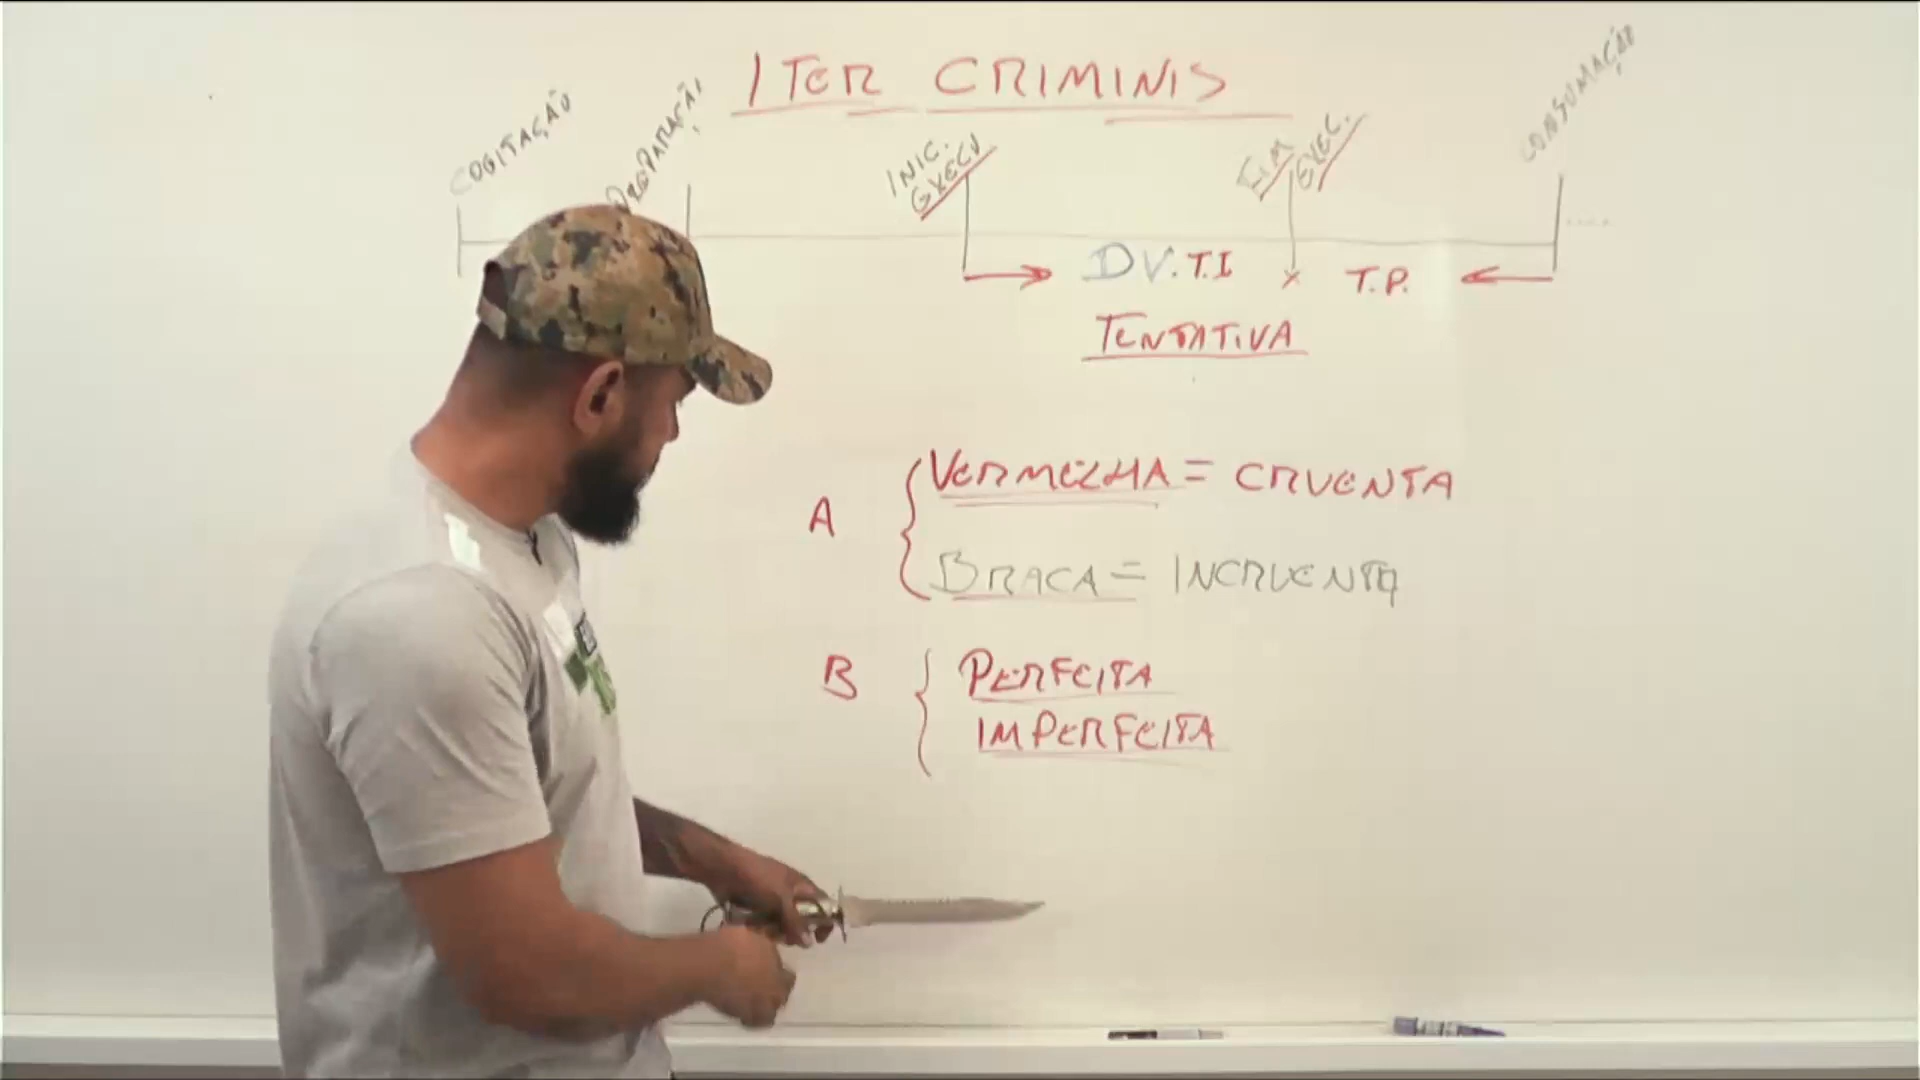 ITER CRIMINIS
COGITAÇÃO
PREPARAÇÃO
INIC.
EXECU
FIM
EXEC.
CONSUMAÇÃO
DV. T.I x T.P.
TENTATIVA
A
VERMELHA = CRUENTA
BRACA = INCRUENTA
B
PERFEITA
IMPERFEITA